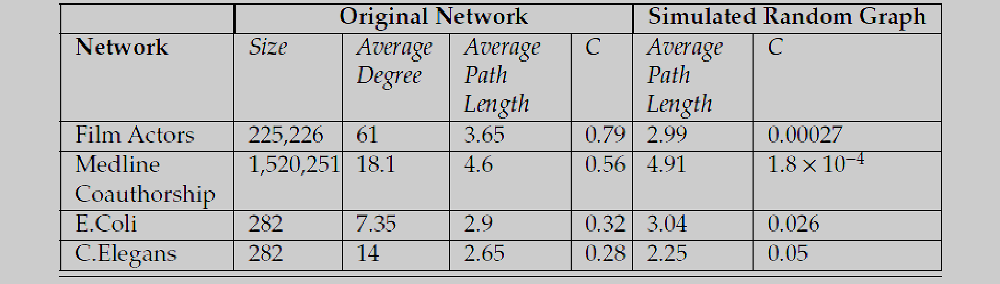 Original Network Simulated Random Graph
Network Size Average Average C Average C
Degree Path Path
Length Length
Film Actors 225,226 61 3.65 0.79 2.99 0.00027
Medline 1,520,251 18.1 4.6 0.56 4.91 1.8 × 10⁻⁴
Coauthorship
E.Coli 282 7.35 2.9 0.32 3.04 0.026
C.Elegans 282 14 2.65 0.28 2.25 0.05